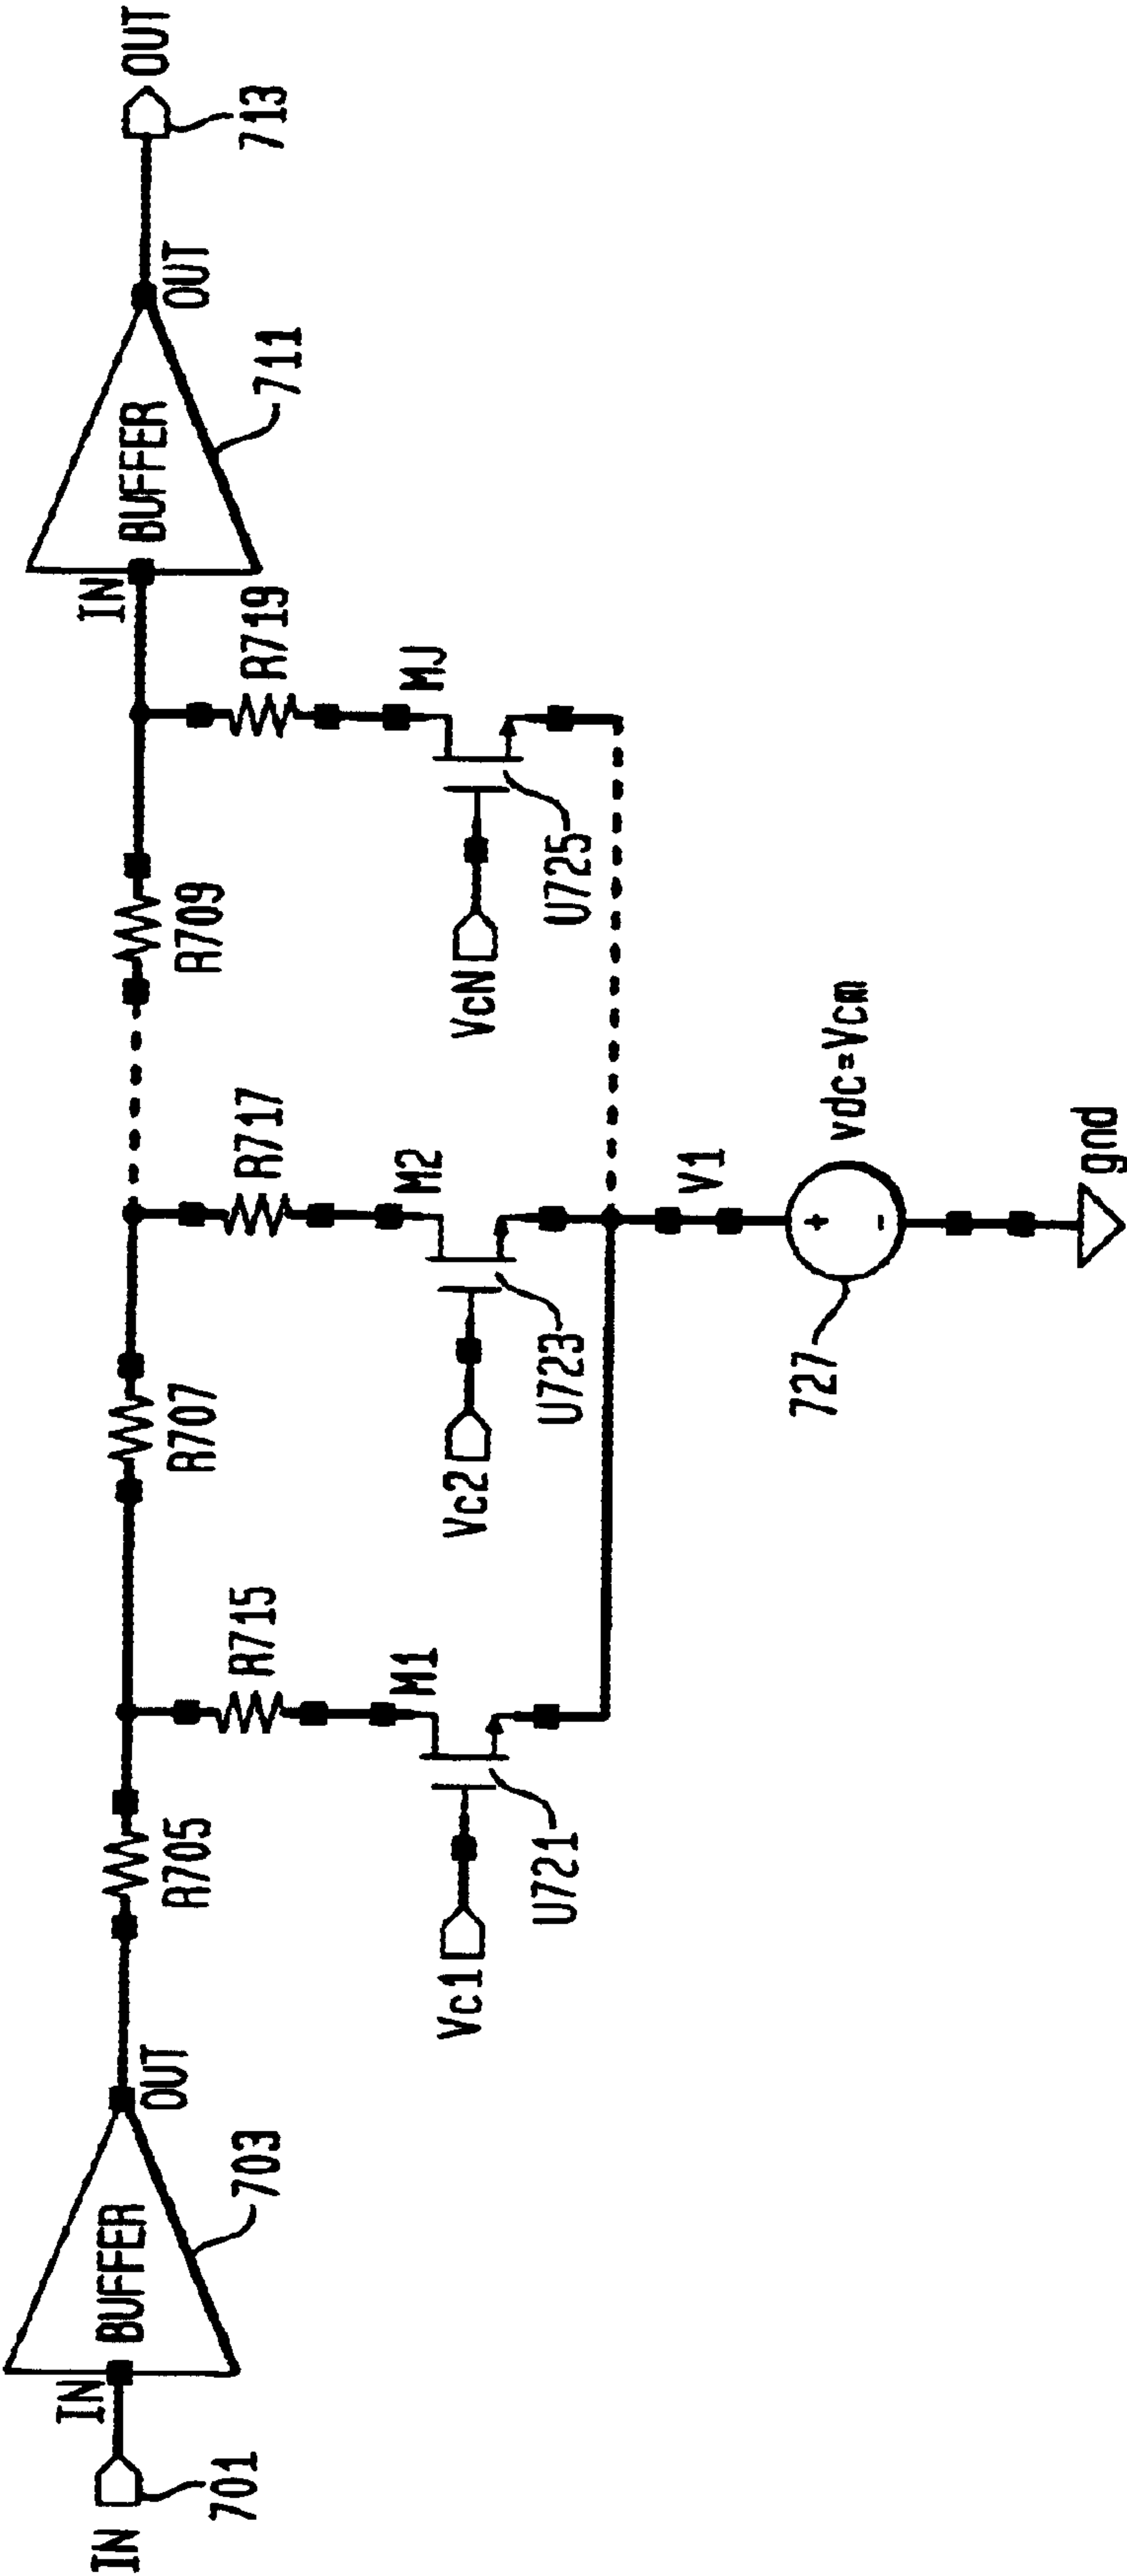 IN
701
IN
BUFFER
703
OUT
R705
R707
R709
IN
BUFFER
711
OUT
713
OUT
R715
R717
R719
M1
M2
MJ
Vc1
U721
Vc2
U723
VcN
U725
V1
+
-
vdc=Vcm
727
gnd